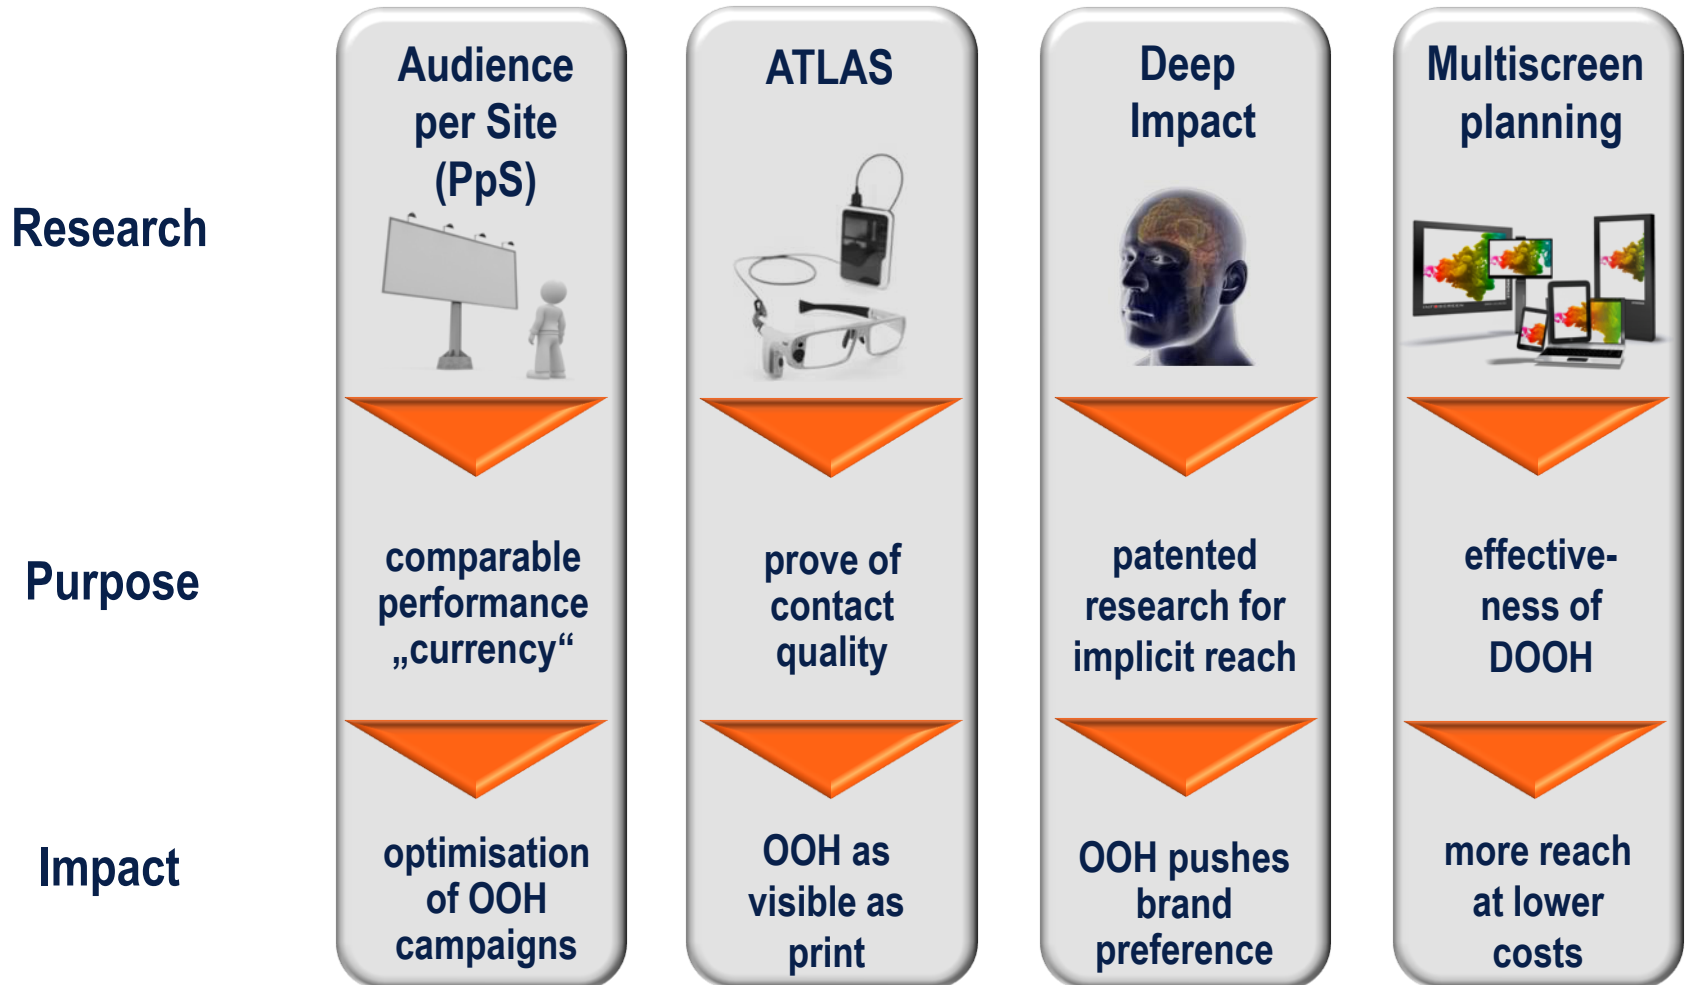 Research
Audience
per Site
(PpS)
ATLAS
Deep
Impact
Multiscreen
planning
Purpose
comparable
performance
„currency“
prove of
contact
quality
patented
research for
implicit reach
effective-
ness of
DOOH
Impact
optimisation
of OOH
campaigns
OOH as
visible as
print
OOH pushes
brand
preference
more reach
at lower
costs